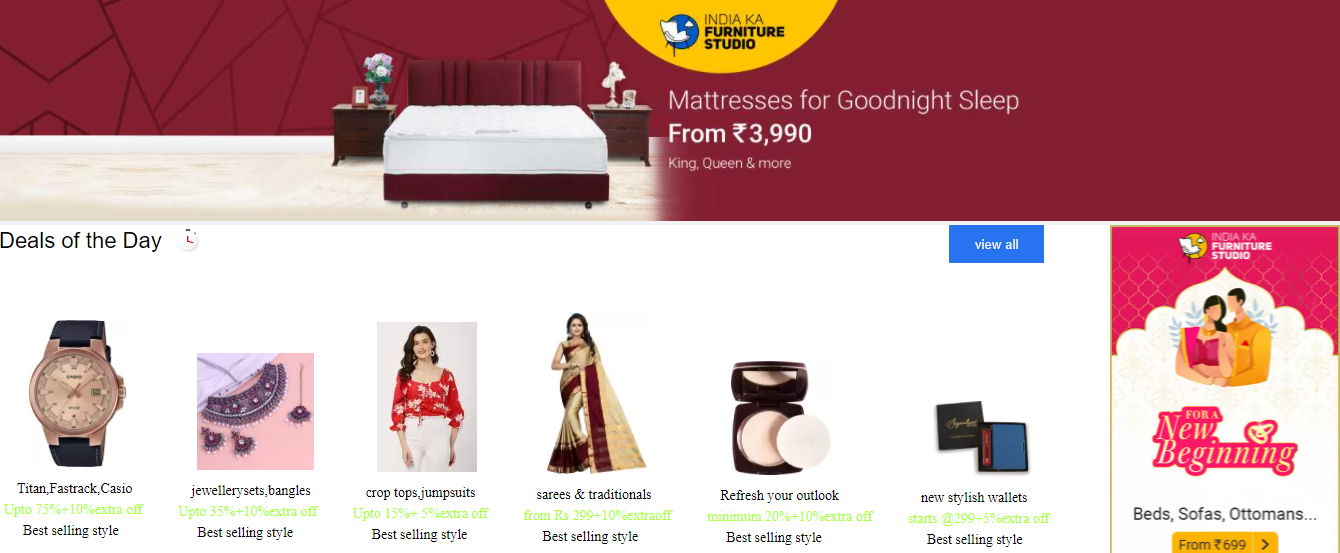 INDIA KA
FURNITURE
STUDIO
Mattresses for Goodnight Sleep
From ₹3,990
King, Queen & more
Deals of the Day
view all
CASIO
Titan,Fastrack,Casio
Upto 75%+10%extra off
Best selling style
jewellerysets,bangles
Upto 35%+10%extra off
Best selling style
crop tops,jumpsuits
Upto 15%+ 5%extra off
Best selling style
sarees & traditionals
from Rs 299+10%extraoff
Best selling style
Refresh your outlook
minimum 20%+10%extra off
Best selling style
Signature
new stylish wallets
starts @299+5%extra off
Best selling style
INDIA KA
FURNITURE
STUDIO
FOR A
New
Beginning
Beds, Sofas, Ottomans...
From ₹699